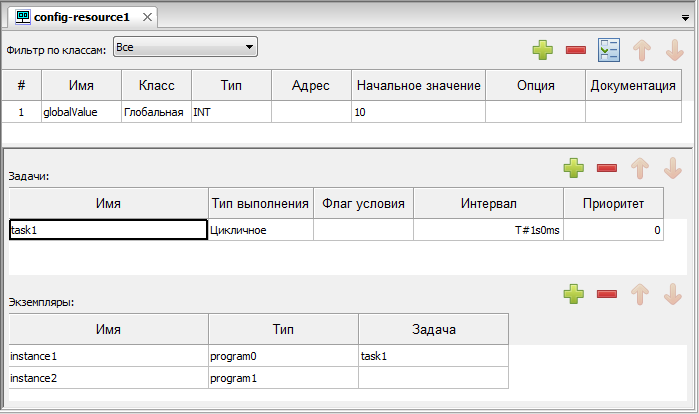 config-resource1
Фильтр по классам: Все
# Имя Класс Тип Адрес Начальное значение Опция Документация
1 globalValue Глобальная INT 10
Задачи:
Имя Тип выполнения Флаг условия Интервал Приоритет
task1 Цикличное T#1s0ms 0
Экземпляры:
Имя Тип Задача
instance1 program0 task1
instance2 program1